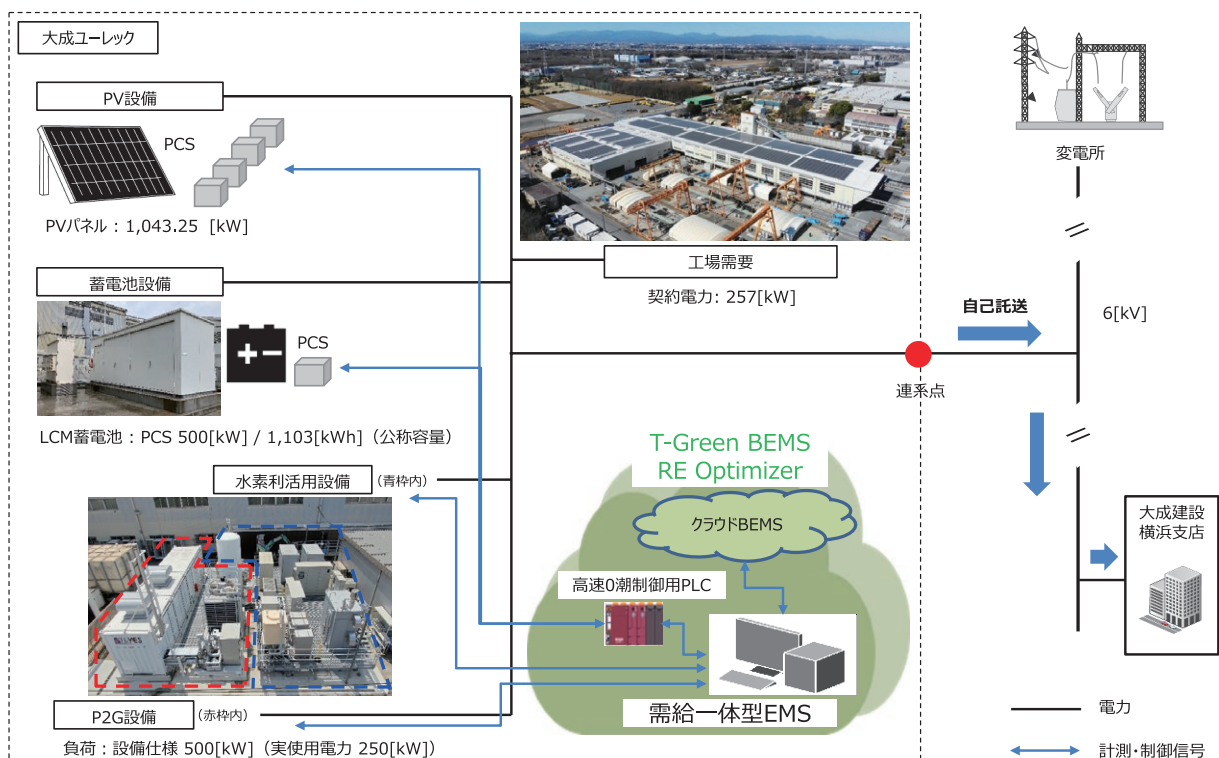 大成ユーレック
PV設備
PCS
PVパネル：1,043.25 [kW]
蓄電池設備
PCS
LCM蓄電池：PCS 500[kW] / 1,103[kWh]（公称容量）
水素利活用設備
（青枠内）
P2G設備
（赤枠内）
負荷：設備仕様 500[kW]（実使用電力 250[kW]）
工場需要
契約電力: 257[kW]
T-Green BEMS
RE Optimizer
クラウドBEMS
高速0潮制御用PLC
需給一体型EMS
自己託送
連系点
変電所
6[kV]
大成建設
横浜支店
電力
計測・制御信号